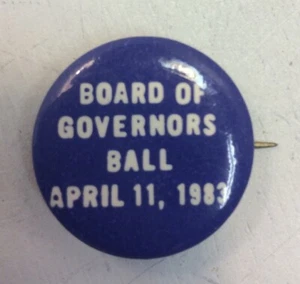 BOARD OF
GOVERNORS
BALL
APRIL 11, 1983